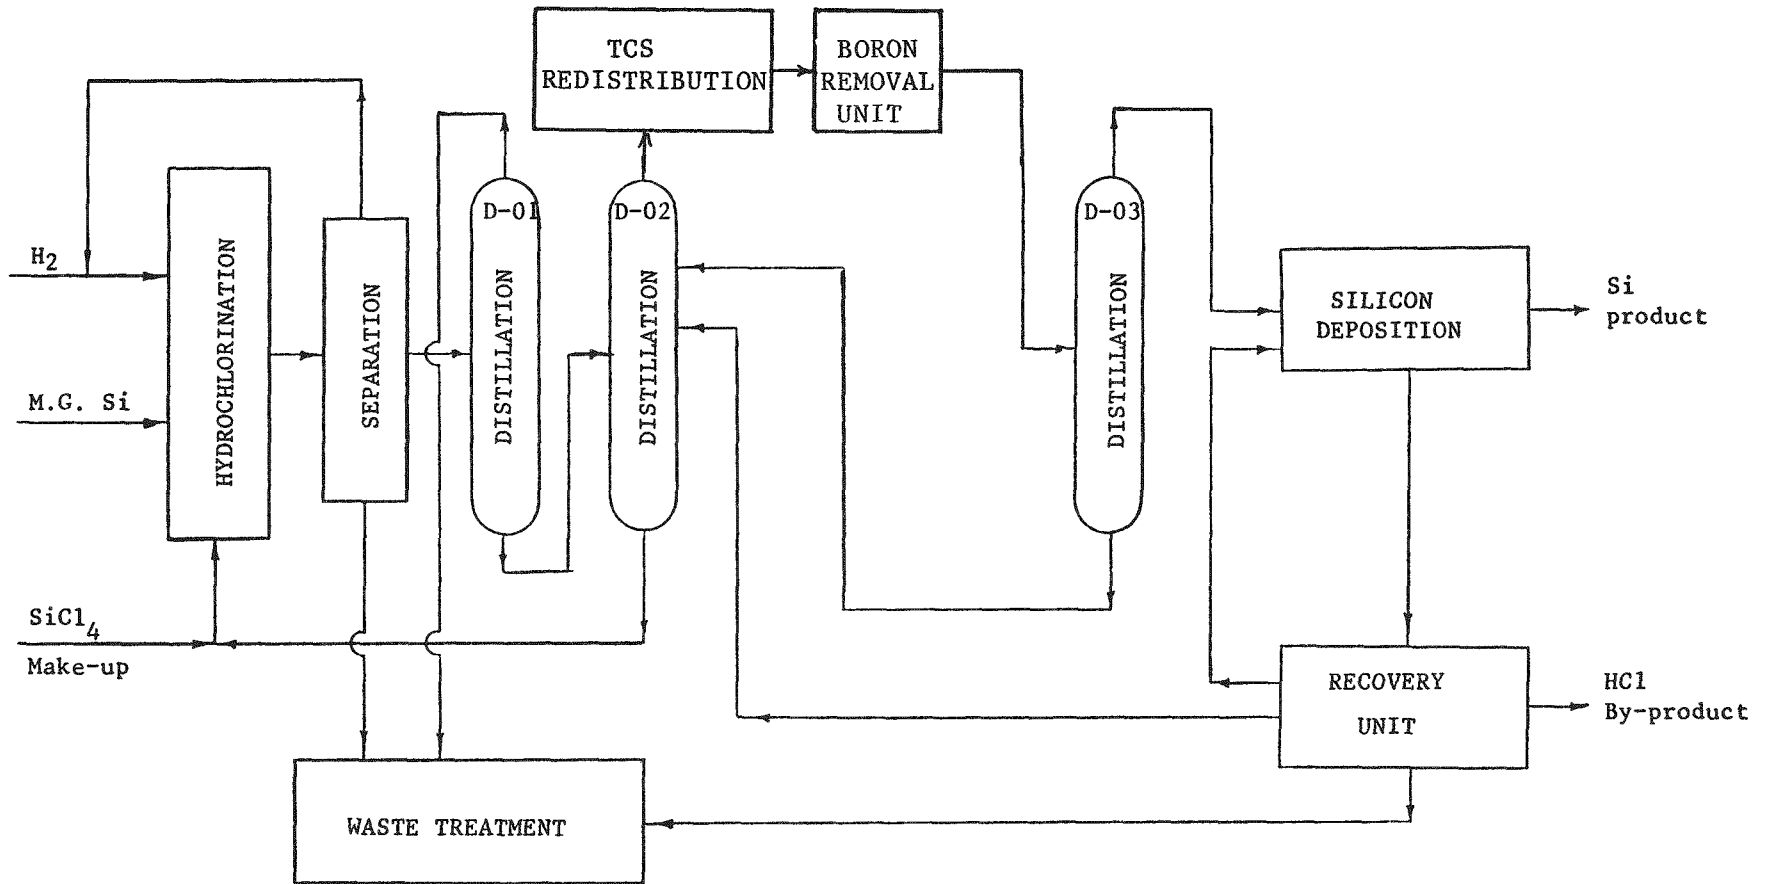 TCS
REDISTRIBUTION
BORON
REMOVAL
UNIT
D-01
D-02
D-03
H2
HYDROCHLORINATION
SEPARATION
DISTILLATION
DISTILLATION
DISTILLATION
SILICON
DEPOSITION
Si
product
M.G. Si
SiCl4
Make-up
RECOVERY
UNIT
HCl
By-product
WASTE TREATMENT